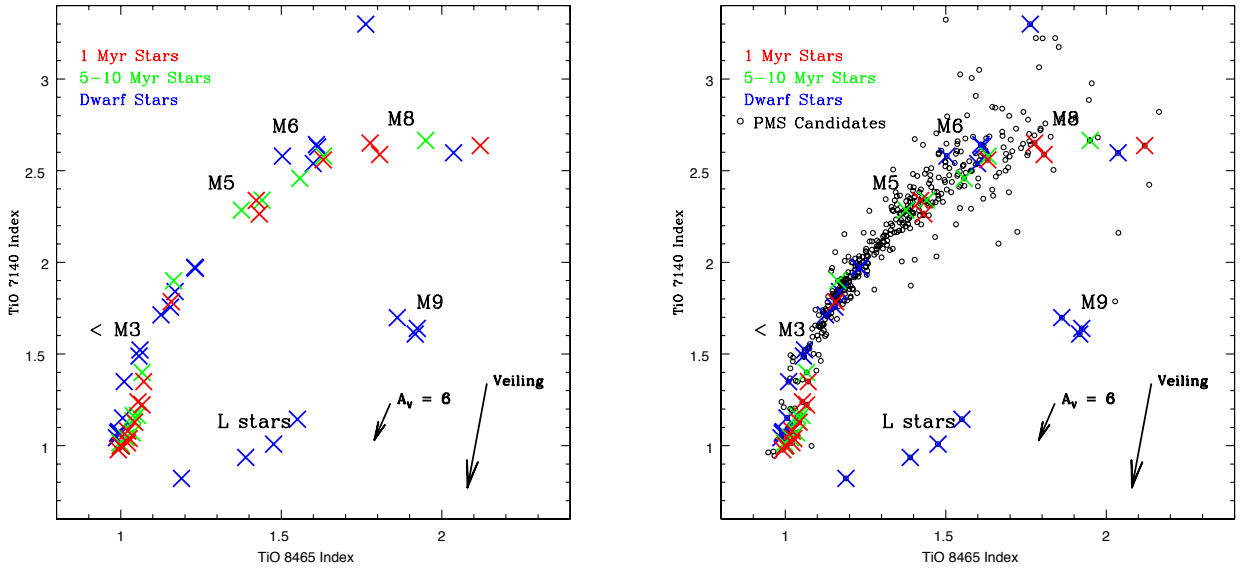 1 Myr Stars
5-10 Myr Stars
Dwarf Stars
M8
M6
M5
< M3
M9
L stars
Av = 6
Veiling
3
2.5
2
1.5
1
1
1.5
2
TiO 7140 Index
TiO 8465 Index
1 Myr Stars
5-10 Myr Stars
Dwarf Stars
PMS Candidates
M8
M6
M5
< M3
M9
L stars
Av = 6
Veiling
3
2.5
2
1.5
1
1
1.5
2
TiO 7140 Index
TiO 8465 Index